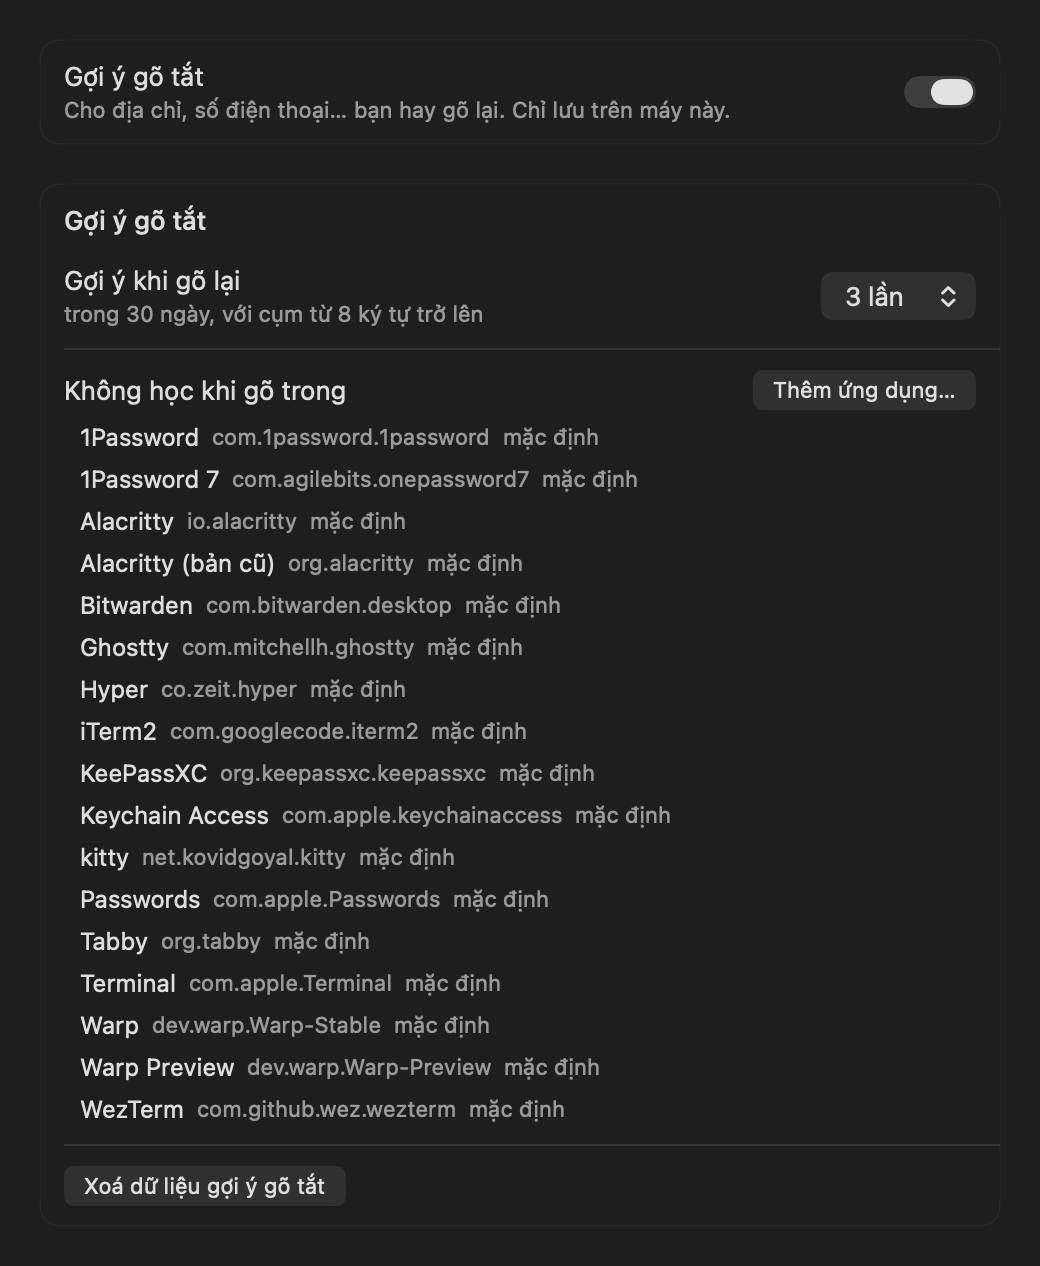 Gợi ý gõ tắt
Cho địa chỉ, số điện thoại... bạn hay gõ lại. Chỉ lưu trên máy này.
Gợi ý gõ tắt
Gợi ý khi gõ lại
trong 30 ngày, với cụm từ 8 ký tự trở lên
3 lần
Không học khi gõ trong
Thêm ứng dụng...
1Password com.1password.1password mặc định
1Password 7 com.agilebits.onepassword7 mặc định
Alacritty io.alacritty mặc định
Alacritty (bản cũ) org.alacritty mặc định
Bitwarden com.bitwarden.desktop mặc định
Ghostty com.mitchellh.ghostty mặc định
Hyper co.zeit.hyper mặc định
iTerm2 com.googlecode.iterm2 mặc định
KeePassXC org.keepassxc.keepassxc mặc định
Keychain Access com.apple.keychainaccess mặc định
kitty net.kovidgoyal.kitty mặc định
Passwords com.apple.Passwords mặc định
Tabby org.tabby mặc định
Terminal com.apple.Terminal mặc định
Warp dev.warp.Warp-Stable mặc định
Warp Preview dev.warp.Warp-Preview mặc định
WezTerm com.github.wez.wezterm mặc định
Xoá dữ liệu gợi ý gõ tắt